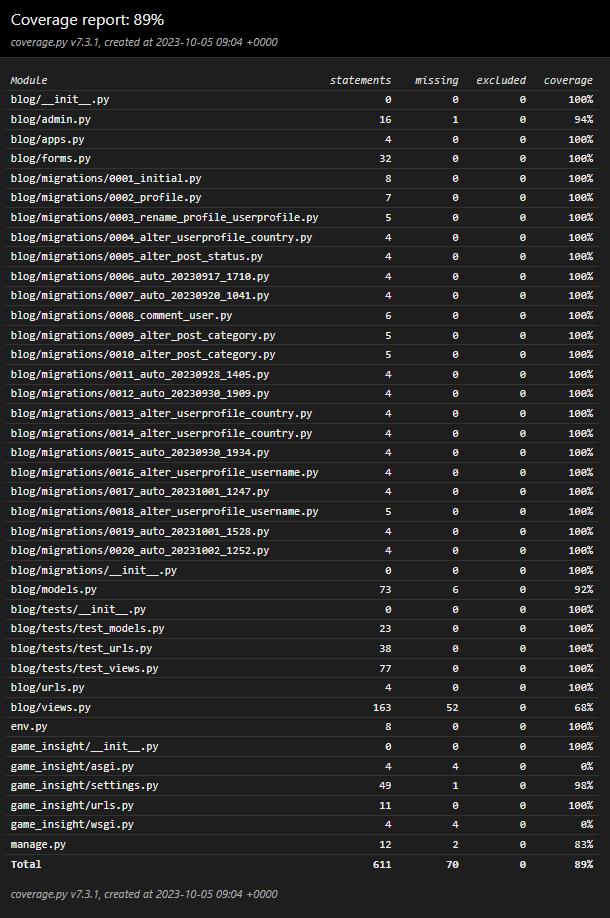 Coverage report: 89%
coverage.py v7.3.1, created at 2023-10-05 09:04 +0000
Module statements missing excluded coverage
blog/__init__.py 0 0 0 100%
blog/admin.py 16 1 0 94%
blog/apps.py 4 0 0 100%
blog/forms.py 32 0 0 100%
blog/migrations/0001_initial.py 8 0 0 100%
blog/migrations/0002_profile.py 7 0 0 100%
blog/migrations/0003_rename_profile_userprofile.py 5 0 0 100%
blog/migrations/0004_alter_userprofile_country.py 4 0 0 100%
blog/migrations/0005_alter_post_status.py 4 0 0 100%
blog/migrations/0006_auto_20230917_1710.py 4 0 0 100%
blog/migrations/0007_auto_20230920_1041.py 4 0 0 100%
blog/migrations/0008_comment_user.py 6 0 0 100%
blog/migrations/0009_alter_post_category.py 5 0 0 100%
blog/migrations/0010_alter_post_category.py 5 0 0 100%
blog/migrations/0011_auto_20230928_1405.py 4 0 0 100%
blog/migrations/0012_auto_20230930_1909.py 4 0 0 100%
blog/migrations/0013_alter_userprofile_country.py 4 0 0 100%
blog/migrations/0014_alter_userprofile_country.py 4 0 0 100%
blog/migrations/0015_auto_20230930_1934.py 4 0 0 100%
blog/migrations/0016_alter_userprofile_username.py 4 0 0 100%
blog/migrations/0017_auto_20231001_1247.py 4 0 0 100%
blog/migrations/0018_alter_userprofile_username.py 5 0 0 100%
blog/migrations/0019_auto_20231001_1528.py 4 0 0 100%
blog/migrations/0020_auto_20231002_1252.py 4 0 0 100%
blog/migrations/__init__.py 0 0 0 100%
blog/models.py 73 6 0 92%
blog/tests/__init__.py 0 0 0 100%
blog/tests/test_models.py 23 0 0 100%
blog/tests/test_urls.py 38 0 0 100%
blog/tests/test_views.py 77 0 0 100%
blog/urls.py 4 0 0 100%
blog/views.py 163 52 0 68%
env.py 8 0 0 100%
game_insight/__init__.py 0 0 0 100%
game_insight/asgi.py 4 4 0 0%
game_insight/settings.py 49 1 0 98%
game_insight/urls.py 11 0 0 100%
game_insight/wsgi.py 4 4 0 0%
manage.py 12 2 0 83%
Total 611 70 0 89%
coverage.py v7.3.1, created at 2023-10-05 09:04 +0000